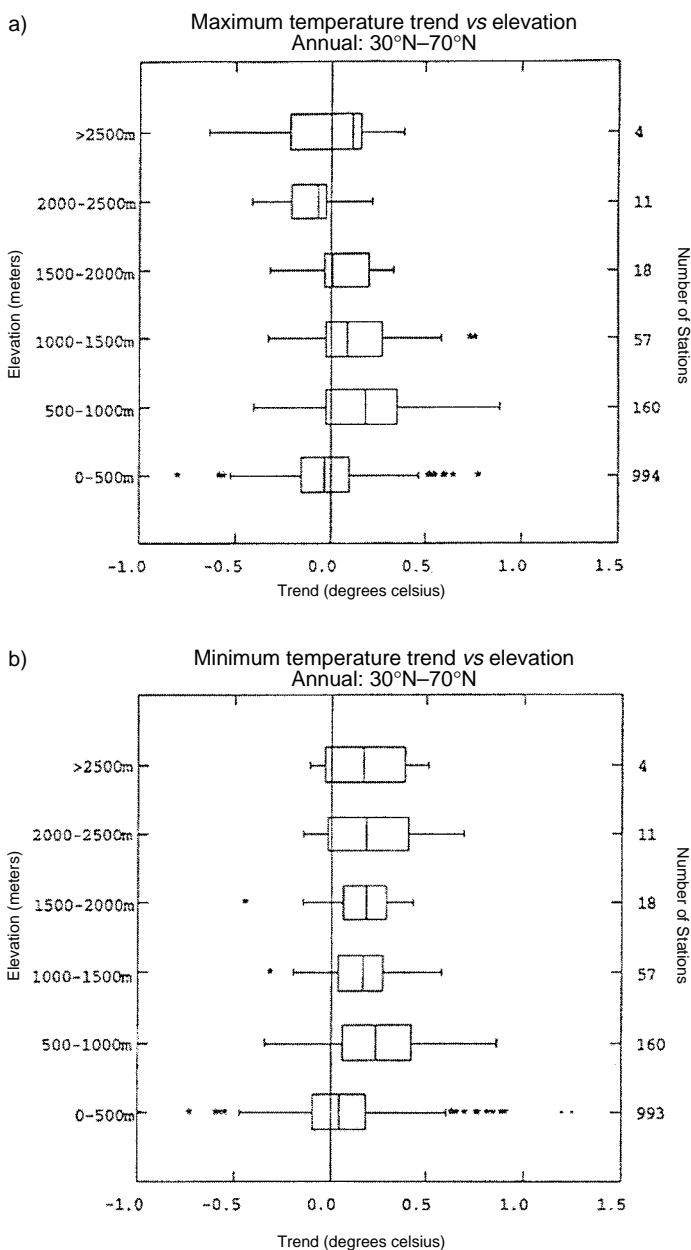 a)
Maximum temperature trend vs elevation
Annual: 30°N–70°N
Elevation (meters)
>2500m
2000-2500m
1500-2000m
1000-1500m
500-1000m
0-500m
4
11
18
57
160
994
Number of Stations
-1.0 -0.5 0.0 0.5 1.0 1.5
Trend (degrees celsius)
b)
Minimum temperature trend vs elevation
Annual: 30°N–70°N
Elevation (meters)
>2500m
2000-2500m
1500-2000m
1000-1500m
500-1000m
0-500m
4
11
18
57
160
993
Number of Stations
-1.0 -0.5 0.0 0.5 1.0 1.5
Trend (degrees celsius)